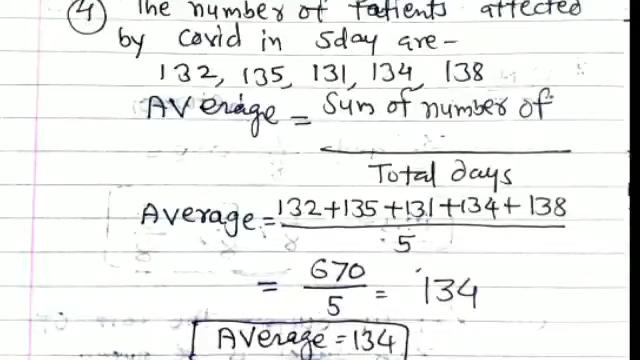 4 The number of Patients affected
by Covid in 5day are-
132, 135, 131, 134, 138
Average = Sum of number of
Total days
Average = 132+135+131+134+138
5
= 670
5 = 134
Average = 134